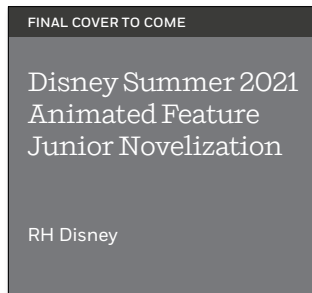 FINAL COVER TO COME
Disney Summer 2021
Animated Feature
Junior Novelization
RH Disney